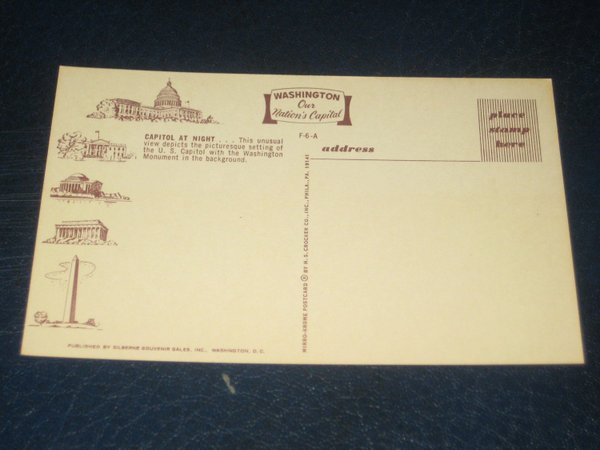 WASHINGTON
Our
Nation's Capital
place
stamp
here
CAPITOL AT NIGHT . . . This unusual
view depicts the picturesque setting of
the U. S. Capitol with the Washington
Monument in the background.
F-6-A
address
MIRRO-KROME POSTCARD © BY H. S. CROCKER CO., INC., PHILA., PA. 19141
PUBLISHED BY SILBERNE SOUVENIR SALES, INC., WASHINGTON, D. C.